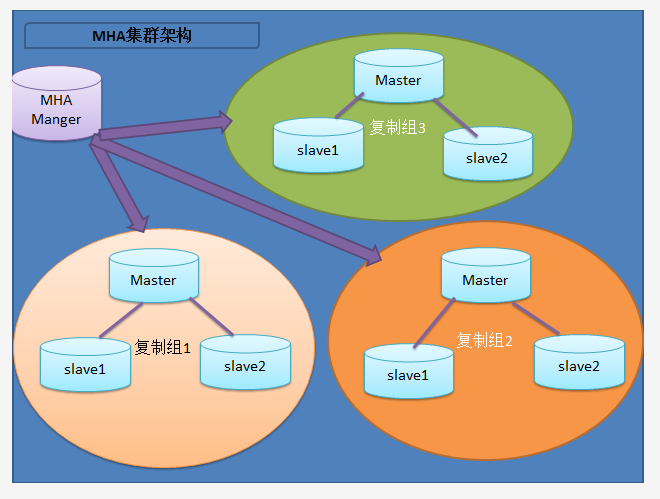 MHA集群架构
MHA
Manger
Master
slave1
复制组3
slave2
Master
slave1
复制组1
slave2
Master
slave1
复制组2
slave2